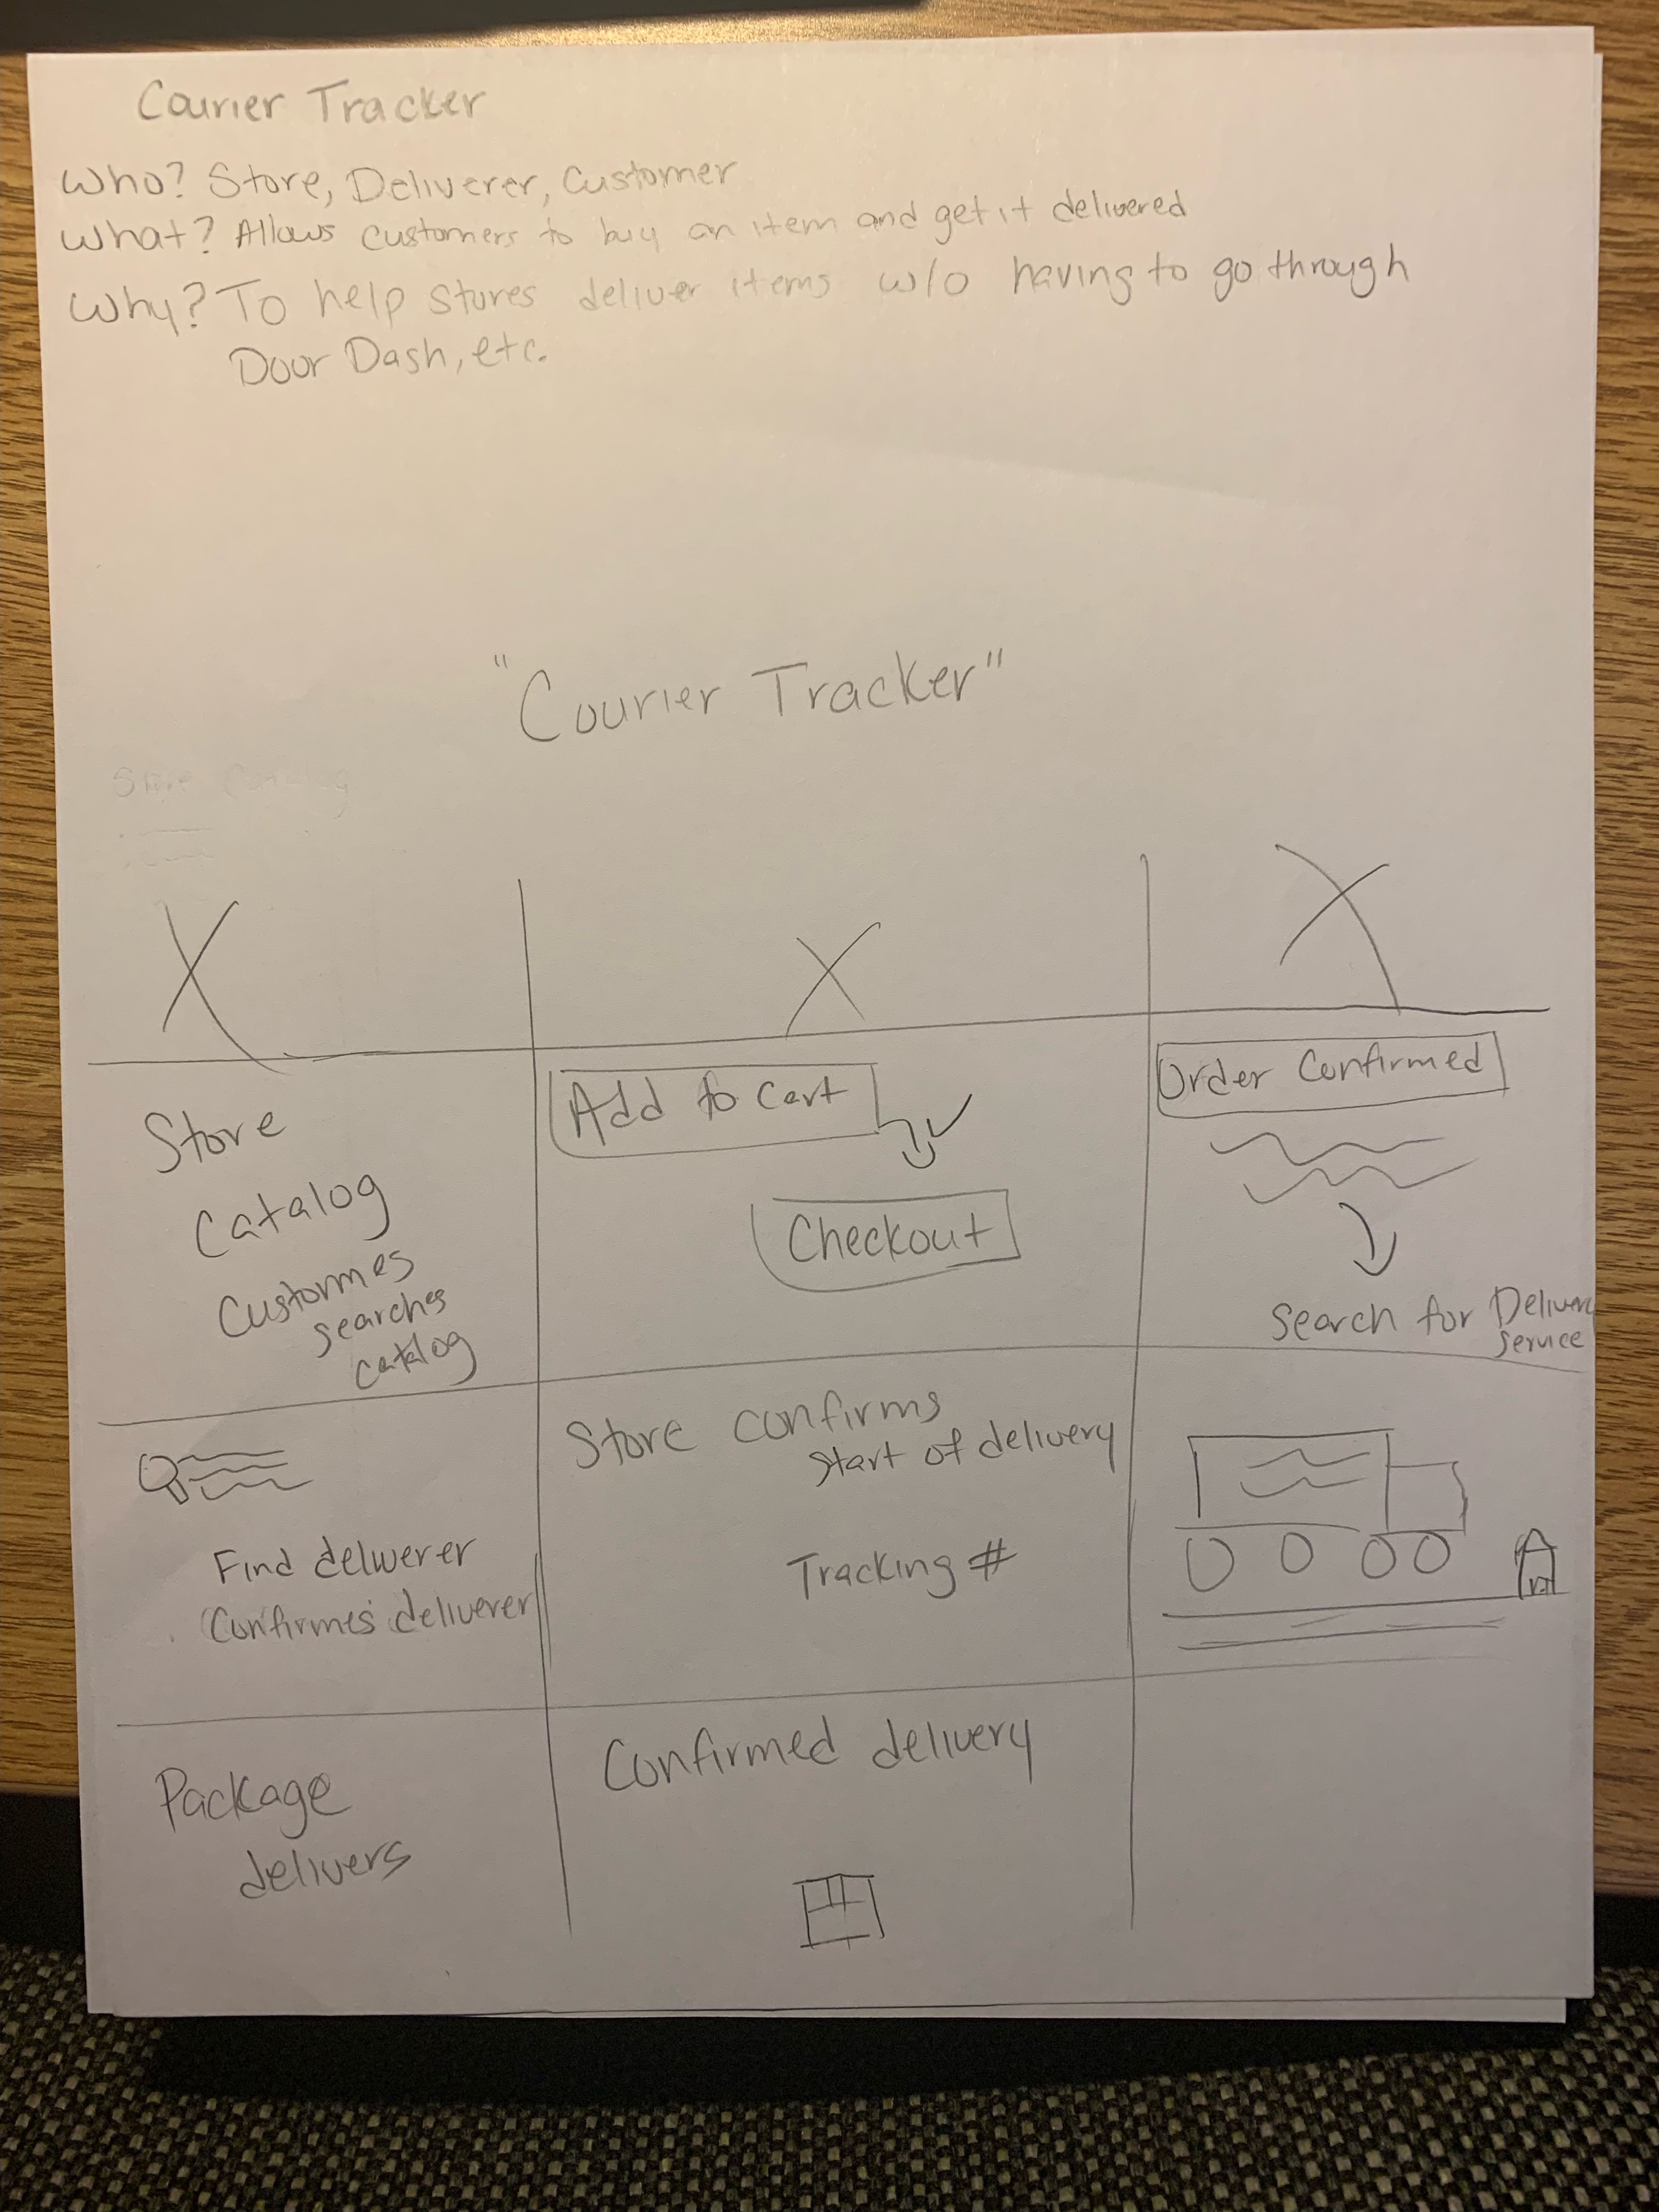 Courier Tracker
Who? Store, Deliverer, Customer
What? Allows customers to buy an item and get it delivered
Why? To help stores deliver items w/o having to go through
Door Dash, etc.
"Courier Tracker"
Store Catalog
X
X
X
Store
Catalog
Custormes
searches
catalog
Add to Cart
Checkout
Order Confirmed
Search for Delivery
Service
Find deliverer
Confirmes deliverer
Store confirms
start of delivery
Tracking #
Package
delivers
Confirmed delivery